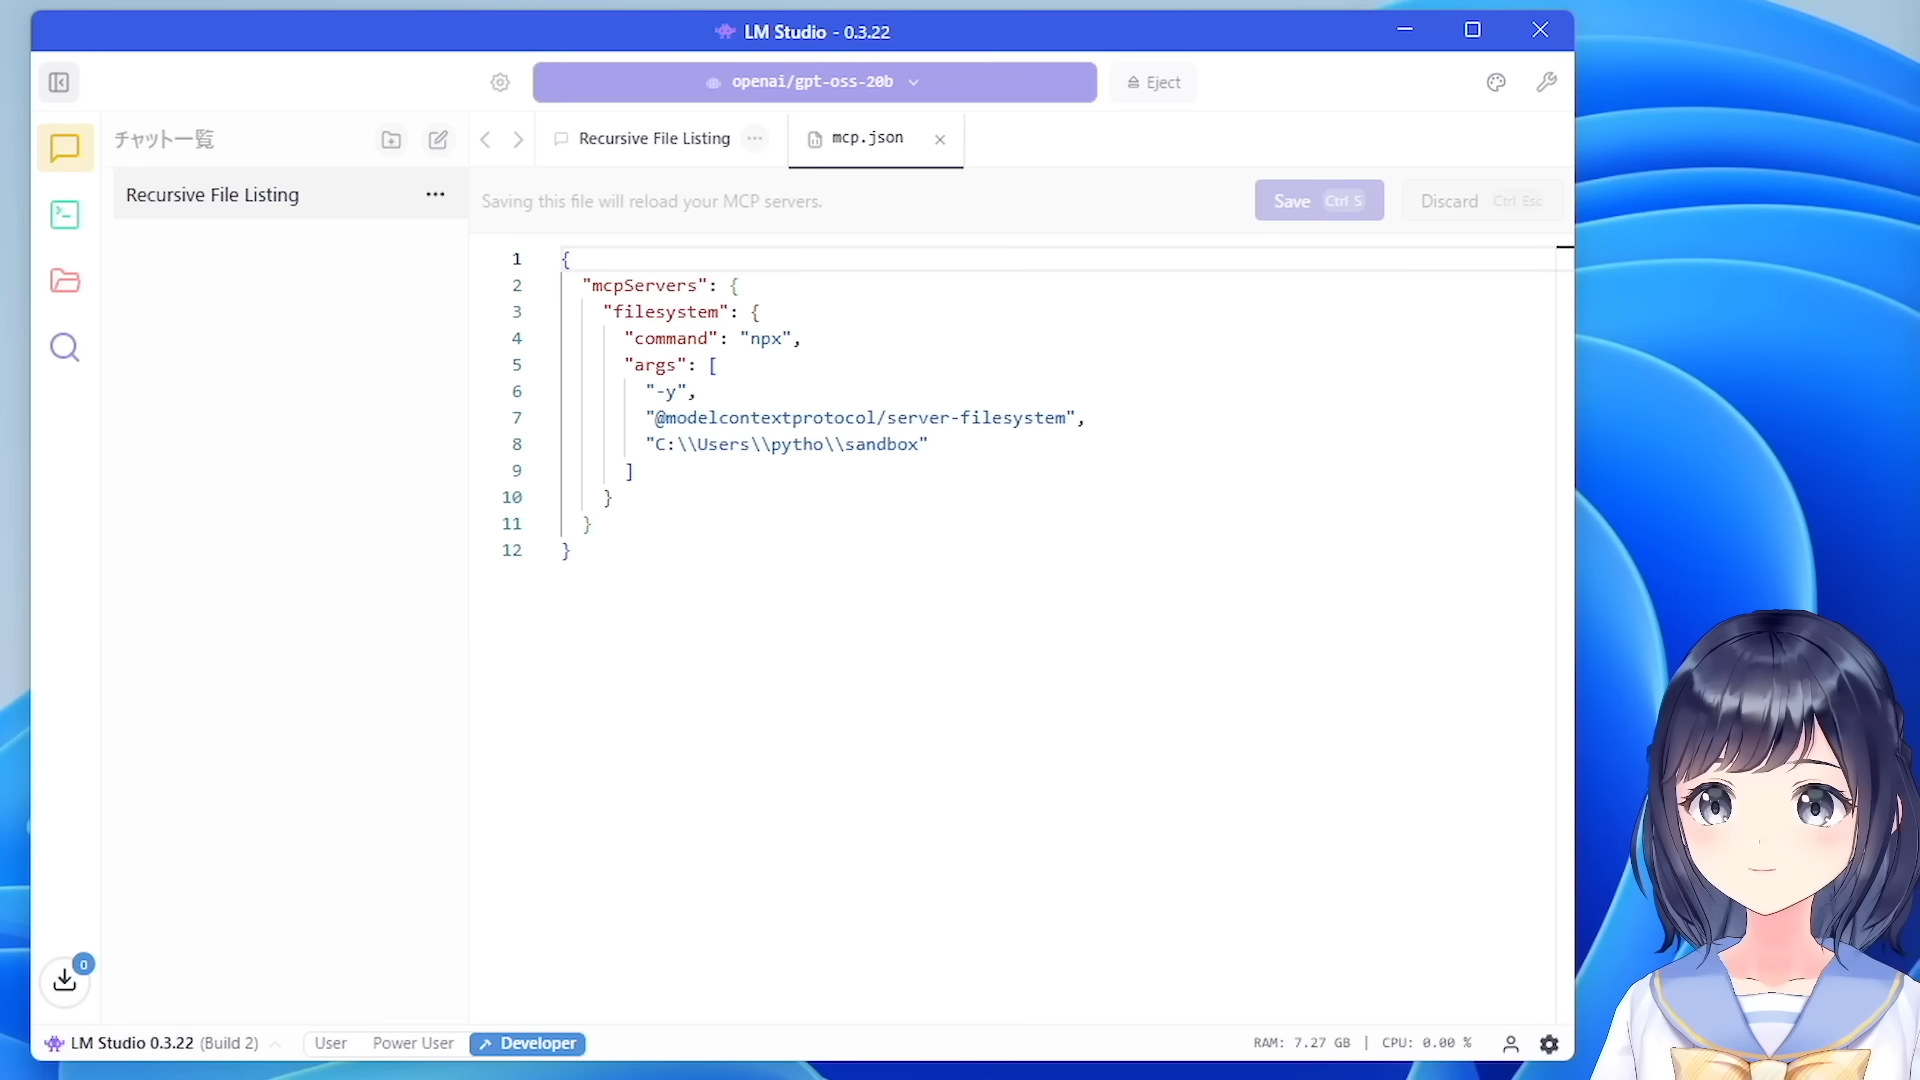 LM Studio - 0.3.22
openai/gpt-oss-20b
Eject
チャット一覧
Recursive File Listing
mcp.json
Recursive File Listing
Saving this file will reload your MCP servers.
Save Ctrl S
Discard Ctrl Esc
1 {
2 "mcpServers": {
3 "filesystem": {
4 "command": "npx",
5 "args": [
6 "-y",
7 "@modelcontextprotocol/server-filesystem",
8 "C:\\Users\\pytho\\sandbox"
9 ]
10 }
11 }
12 }
0
LM Studio 0.3.22 (Build 2)
User
Power User
Developer
RAM: 7.27 GB | CPU: 0.00 %